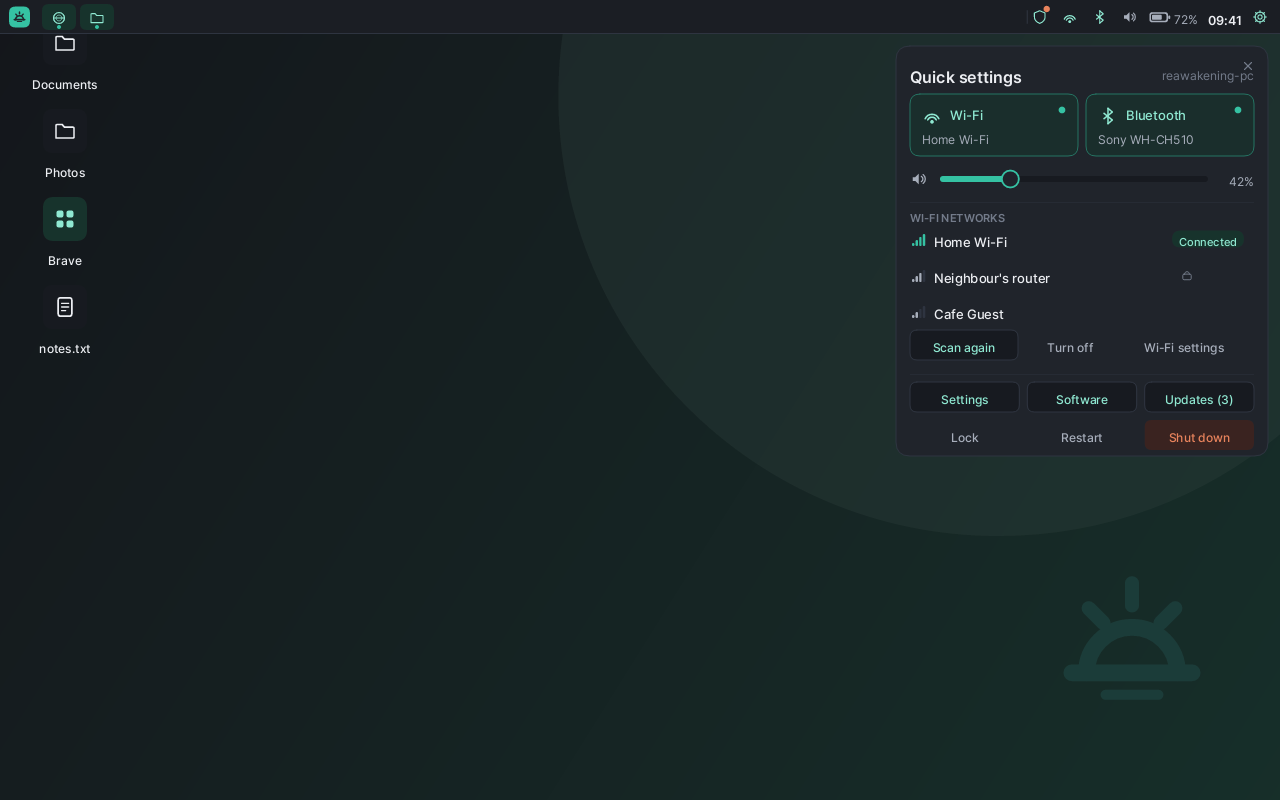 72%
09:41
Documents
Photos
Brave
notes.txt
Quick settings
reawakening-pc
Wi-Fi
Home Wi-Fi
Bluetooth
Sony WH-CH510
42%
WI-FI NETWORKS
Home Wi-Fi
Connected
Neighbour's router
Cafe Guest
Scan again
Turn off
Wi-Fi settings
Settings
Software
Updates (3)
Lock
Restart
Shut down